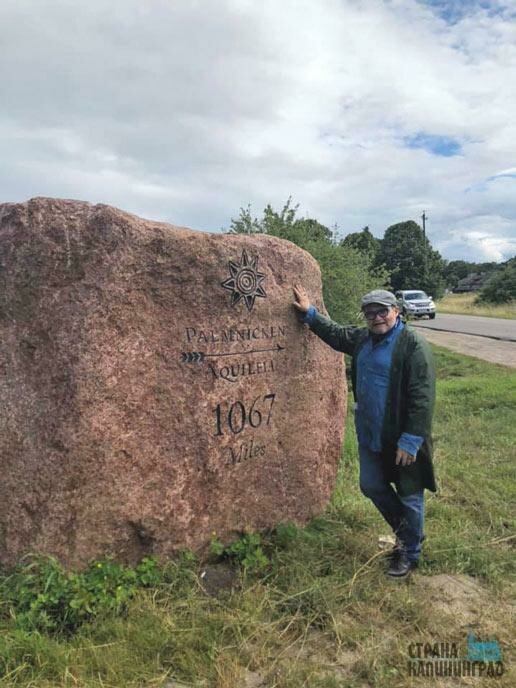 PALMNICKEN
AQUILEIA
1067
Miles
СТРАНА
КАЛИНИНГРАД